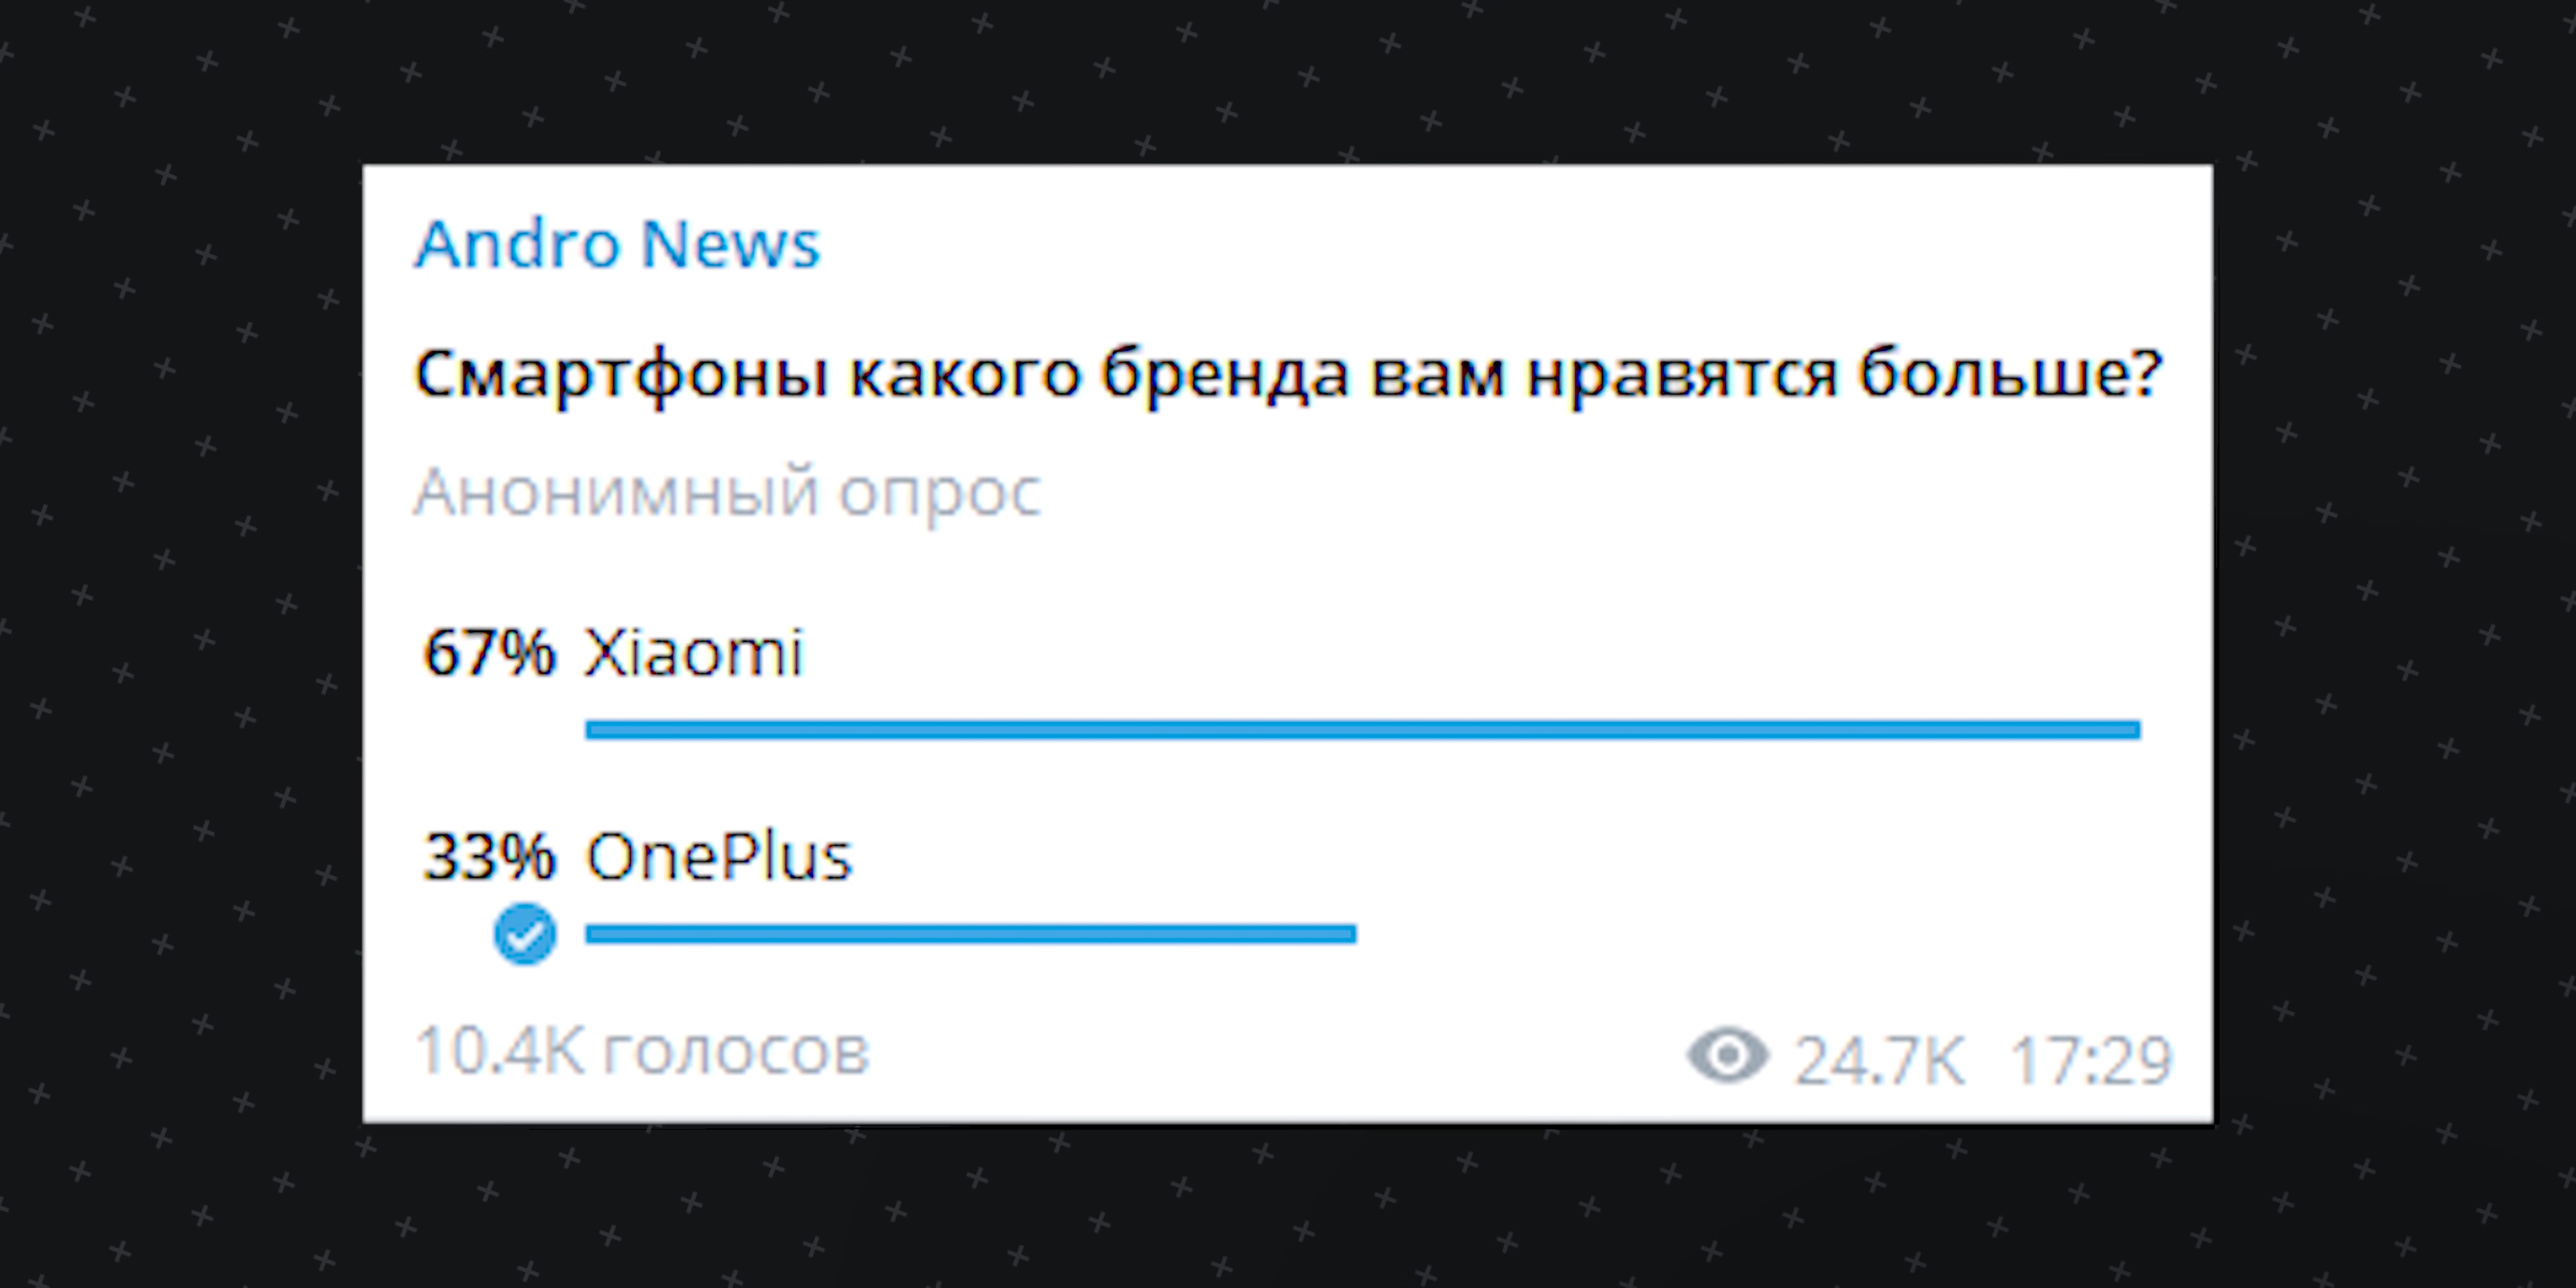 Andro News
Смартфоны какого бренда вам нравятся больше?
Анонимный опрос
67% Xiaomi
33% OnePlus
10.4K голосов 24.7K 17:29